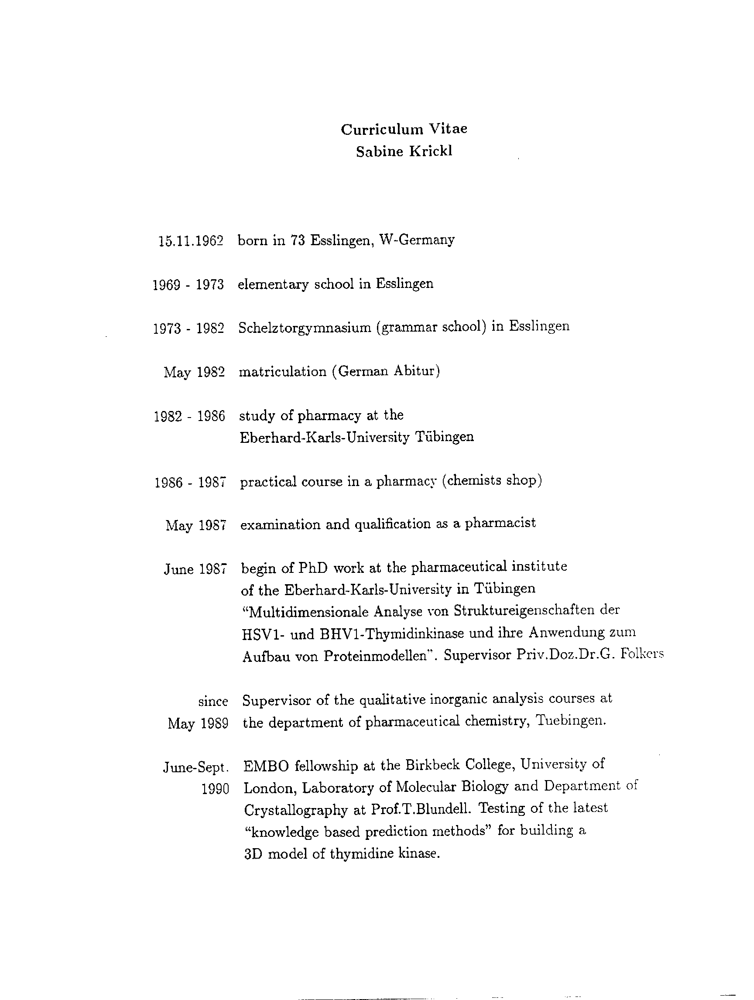 Curriculum Vitae
Sabine Krickl
15.11.1962 born in 73 Esslingen, W-Germany
1969 - 1973 elementary school in Esslingen
1973 - 1982 Schelztorgymnasium (grammar school) in Esslingen
May 1982 matriculation (German Abitur)
1982 - 1986 study of pharmacy at the
Eberhard-Karls-University Tübingen
1986 - 1987 practical course in a pharmacy (chemists shop)
May 1987 examination and qualification as a pharmacist
June 1987 begin of PhD work at the pharmaceutical institute
of the Eberhard-Karls-University in Tübingen
“Multidimensionale Analyse von Struktureigenschaften der
HSV1- und BHV1-Thymidinkinase und ihre Anwendung zum
Aufbau von Proteinmodellen”. Supervisor Priv.Doz.Dr.G. Folkers
since Supervisor of the qualitative inorganic analysis courses at
May 1989 the department of pharmaceutical chemistry, Tuebingen.
June-Sept. EMBO fellowship at the Birkbeck College, University of
1990 London, Laboratory of Molecular Biology and Department of
Crystallography at Prof.T.Blundell. Testing of the latest
“knowledge based prediction methods” for building a
3D model of thymidine kinase.